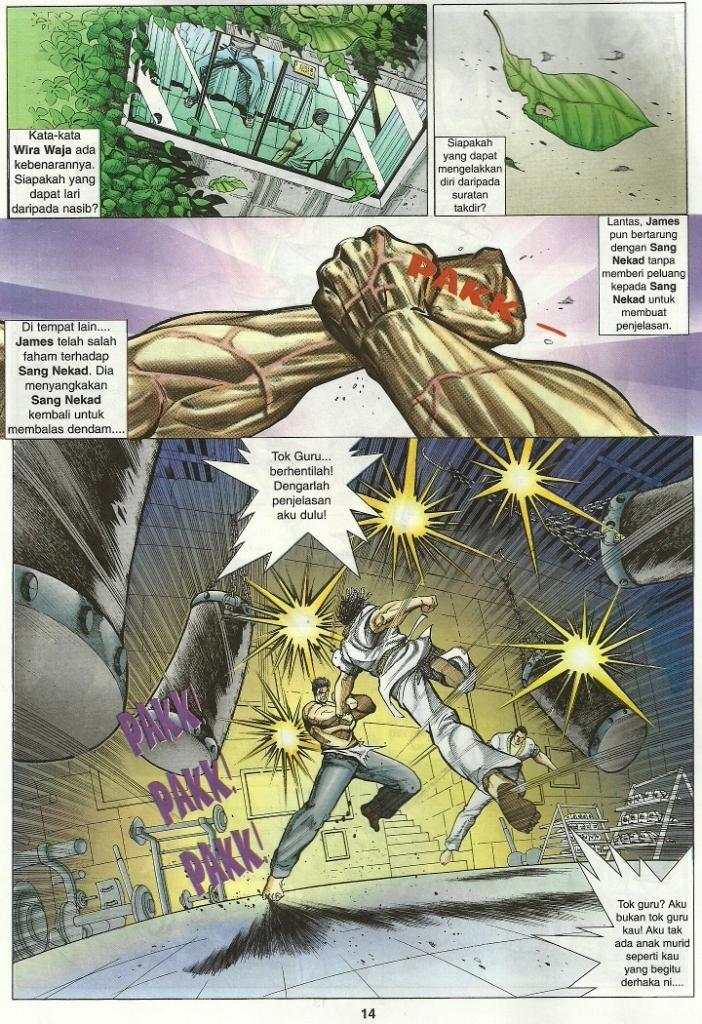 Kata-kata
Wira Waja ada
kebenarannya.
Siapakah yang
dapat lari
daripada nasib?
Siapakah
yang dapat
mengelakkan
diri daripada
suratan
takdir?
Lantas, James
pun bertarung
dengan Sang
Nekad tanpa
memberi peluang
kepada Sang
Nekad untuk
membuat
penjelasan.
PAKK
Di tempat lain....
James telah salah
faham terhadap
Sang Nekad. Dia
menyangkakan
Sang Nekad
kembali untuk
membalas dendam....
Tok Guru...
berhentilah!
Dengarlah
penjelasan
aku dulu!
PAKK!
PAKK!
PAKK!
Tok guru? Aku
bukan tok guru
kau! Aku tak
ada anak murid
seperti kau
yang begitu
derhaka ni....
14